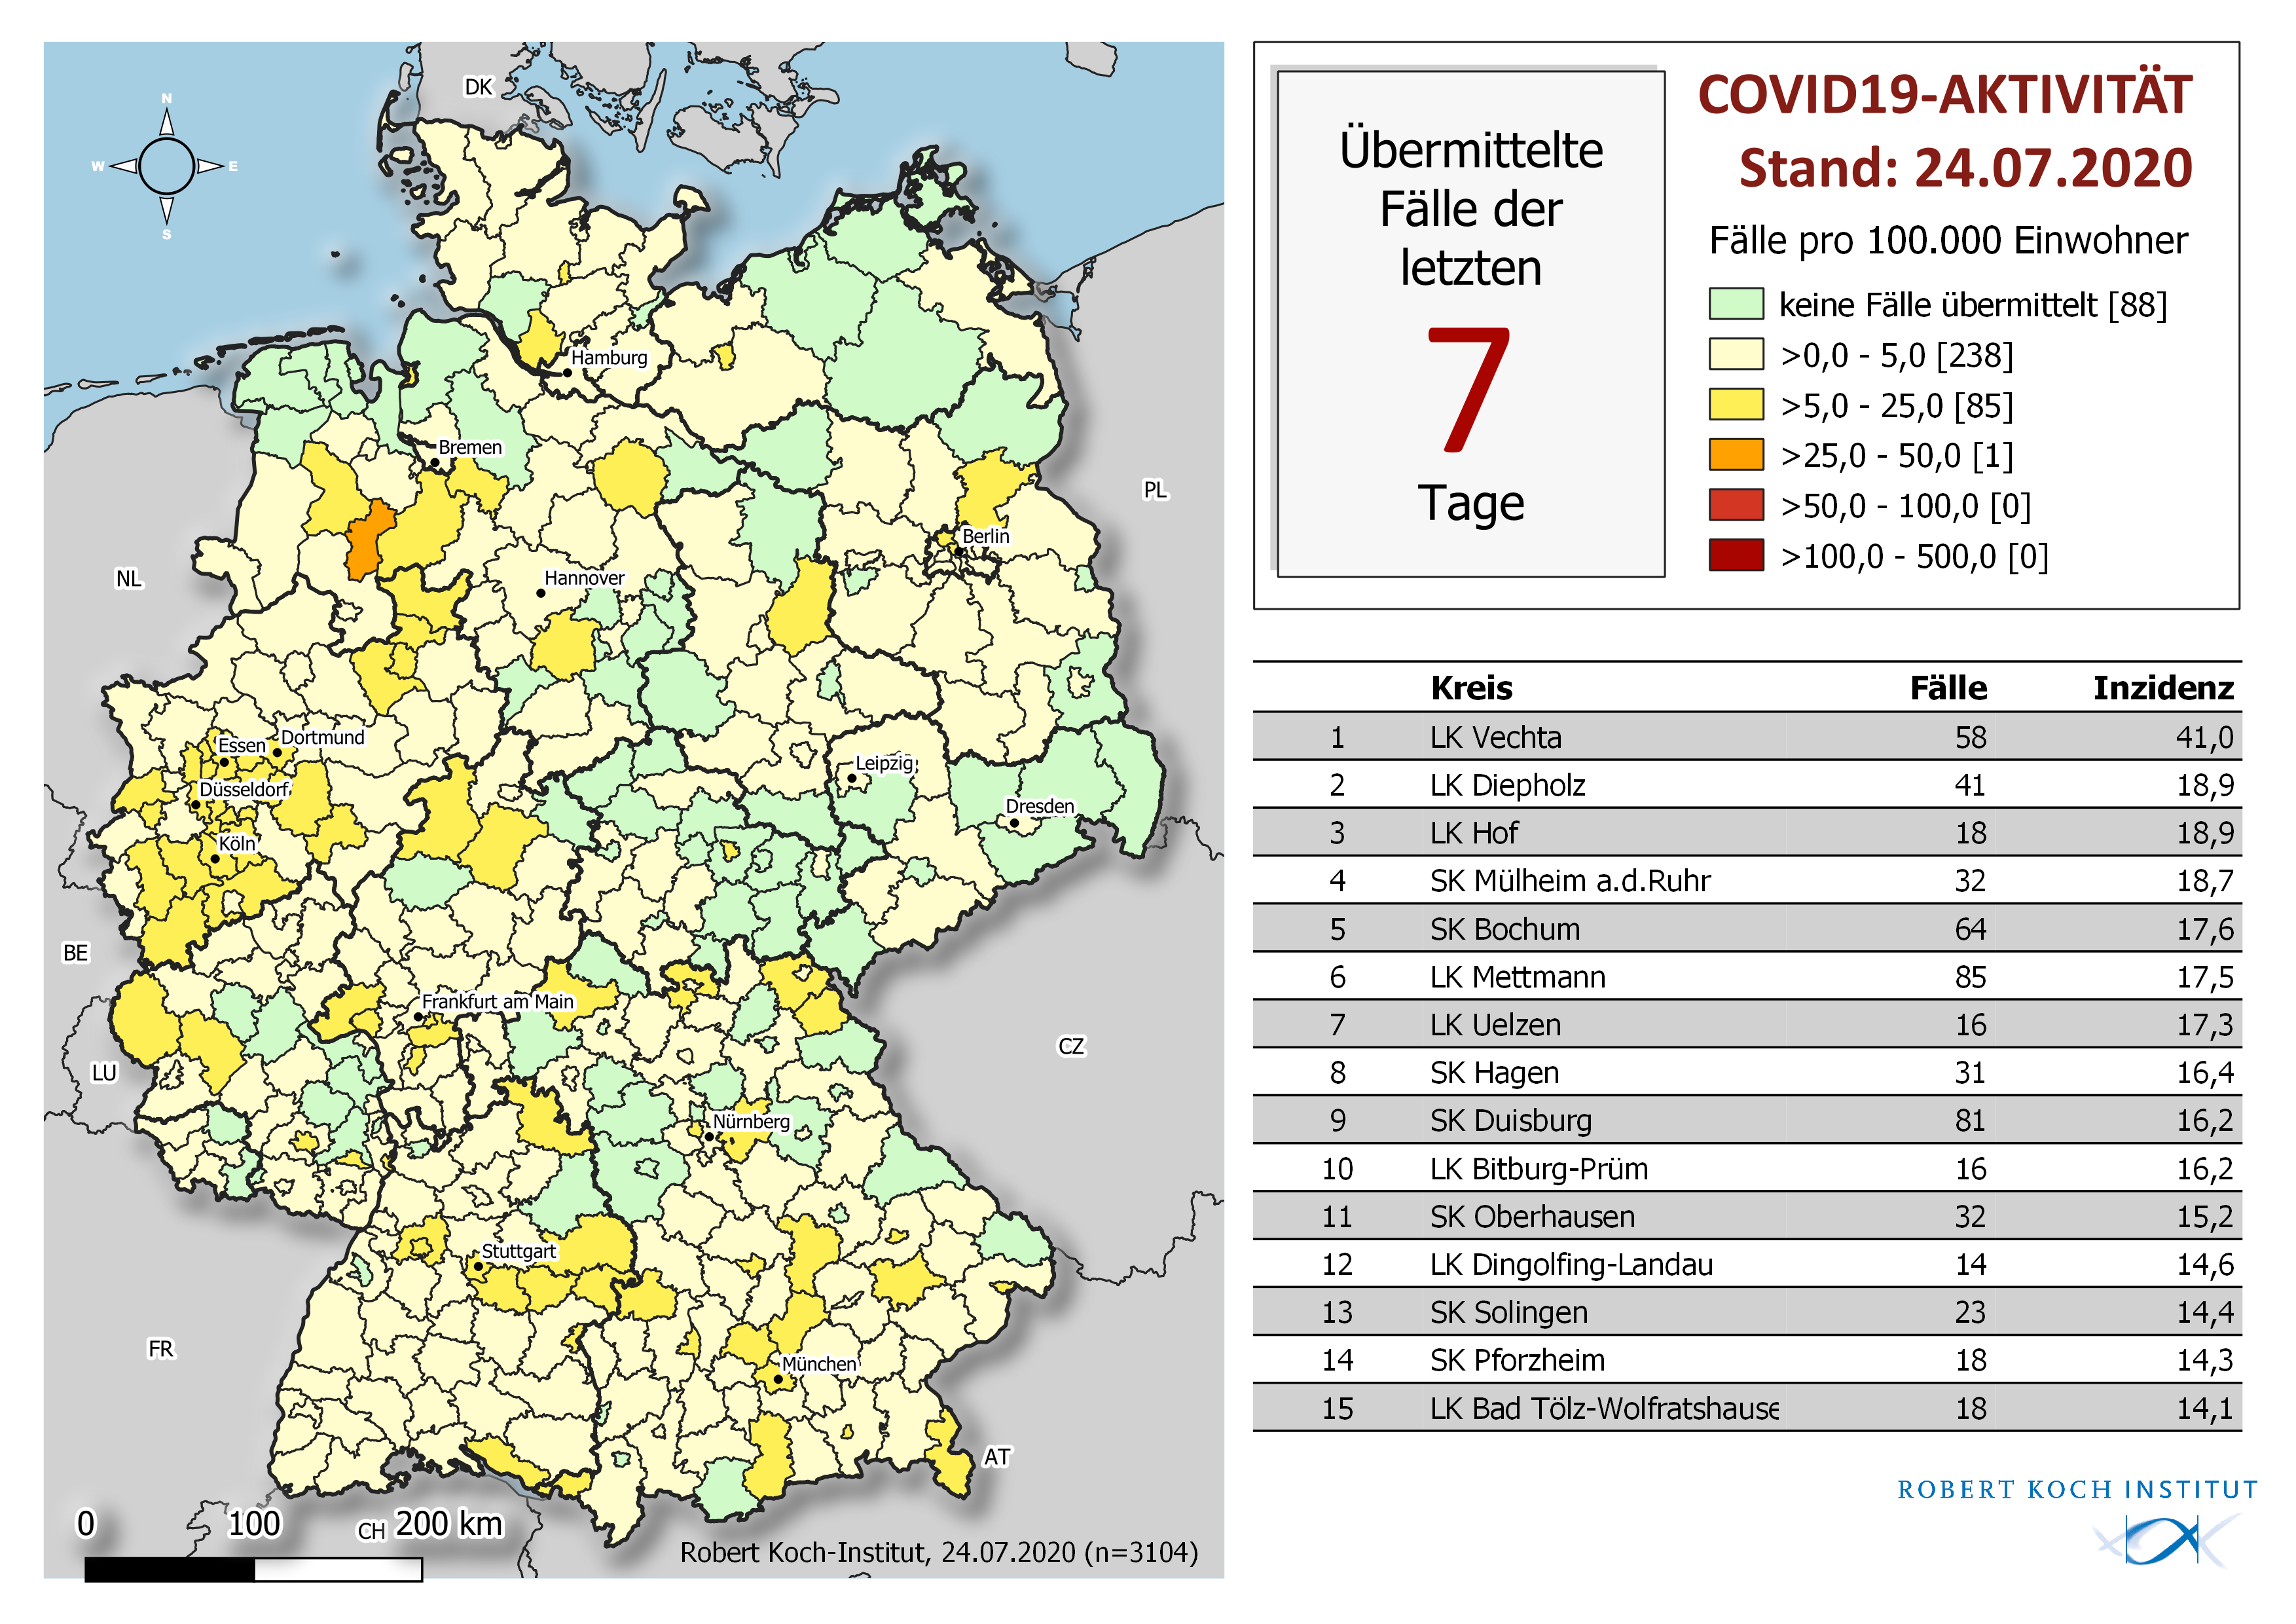 N
W
E
S
DK
PL
NL
BE
LU
FR
CH
AT
CZ
Hamburg
Bremen
Berlin
Hannover
Essen
Dortmund
Düsseldorf
Köln
Leipzig
Dresden
Frankfurt am Main
Nürnberg
Stuttgart
München
0 100 200 km
Robert Koch-Institut, 24.07.2020 (n=3104)
Übermittelte
Fälle der
letzten
7
Tage
COVID19-AKTIVITÄT
Stand: 24.07.2020
Fälle pro 100.000 Einwohner
keine Fälle übermittelt [88]
>0,0 - 5,0 [238]
>5,0 - 25,0 [85]
>25,0 - 50,0 [1]
>50,0 - 100,0 [0]
>100,0 - 500,0 [0]
Kreis Fälle Inzidenz
1 LK Vechta 58 41,0
2 LK Diepholz 41 18,9
3 LK Hof 18 18,9
4 SK Mülheim a.d.Ruhr 32 18,7
5 SK Bochum 64 17,6
6 LK Mettmann 85 17,5
7 LK Uelzen 16 17,3
8 SK Hagen 31 16,4
9 SK Duisburg 81 16,2
10 LK Bitburg-Prüm 16 16,2
11 SK Oberhausen 32 15,2
12 LK Dingolfing-Landau 14 14,6
13 SK Solingen 23 14,4
14 SK Pforzheim 18 14,3
15 LK Bad Tölz-Wolfratshause 18 14,1
ROBERT KOCH INSTITUT